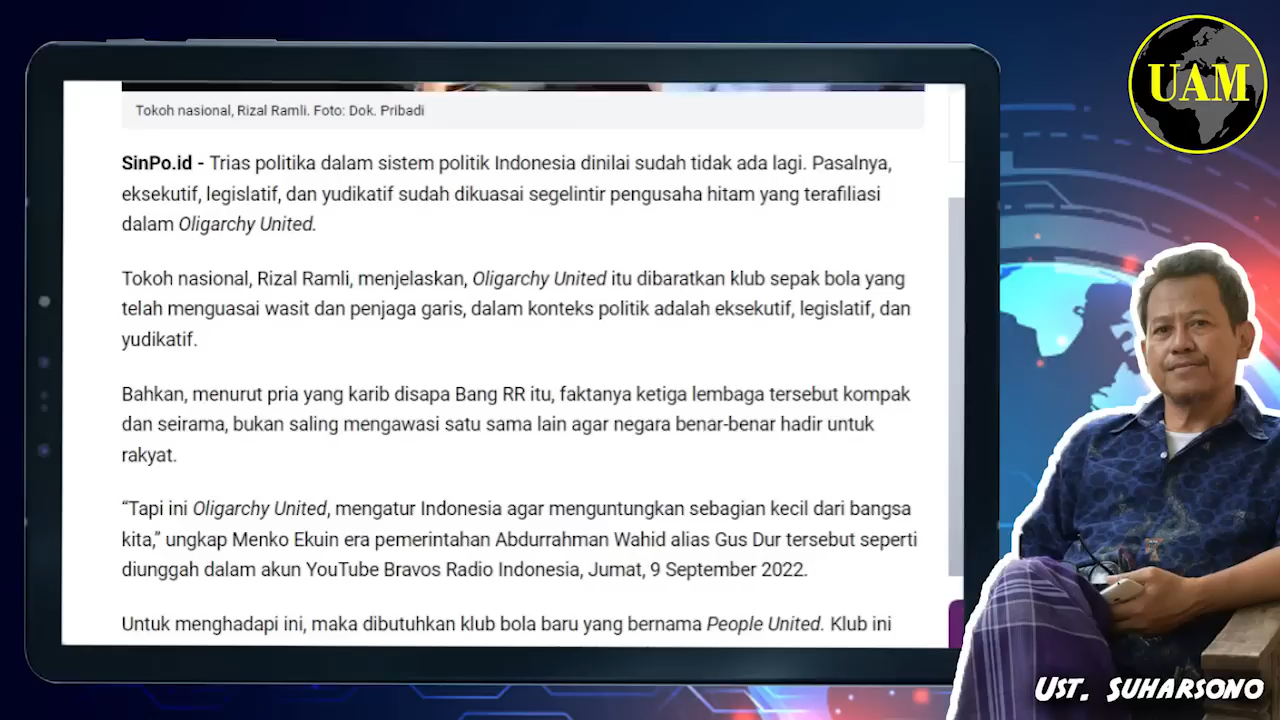 UAM
Tokoh nasional, Rizal Ramli. Foto: Dok. Pribadi
SinPo.id - Trias politika dalam sistem politik Indonesia dinilai sudah tidak ada lagi. Pasalnya,
eksekutif, legislatif, dan yudikatif sudah dikuasai segelintir pengusaha hitam yang terafiliasi
dalam Oligarchy United.
Tokoh nasional, Rizal Ramli, menjelaskan, Oligarchy United itu dibaratkan klub sepak bola yang
telah menguasai wasit dan penjaga garis, dalam konteks politik adalah eksekutif, legislatif, dan
yudikatif.
Bahkan, menurut pria yang karib disapa Bang RR itu, faktanya ketiga lembaga tersebut kompak
dan seirama, bukan saling mengawasi satu sama lain agar negara benar-benar hadir untuk
rakyat.
“Tapi ini Oligarchy United, mengatur Indonesia agar menguntungkan sebagian kecil dari bangsa
kita,” ungkap Menko Ekuin era pemerintahan Abdurrahman Wahid alias Gus Dur tersebut seperti
diunggah dalam akun YouTube Bravos Radio Indonesia, Jumat, 9 September 2022.
Untuk menghadapi ini, maka dibutuhkan klub bola baru yang bernama People United. Klub ini
UST. SUHARSONO